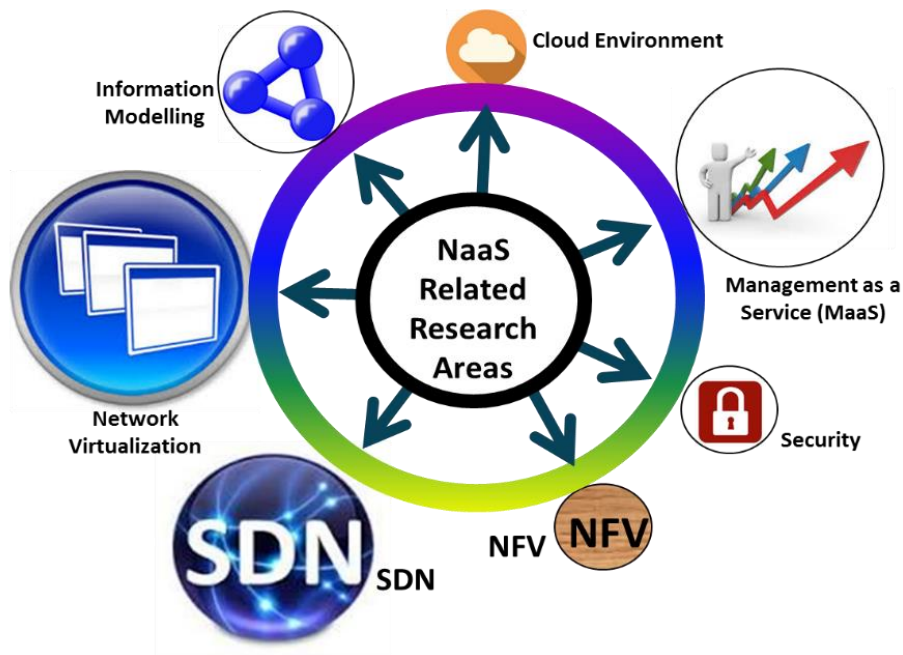 Cloud Environment
Information
Modelling
NaaS
Related
Research
Areas
Management as a
Service (MaaS)
Network
Virtualization
Security
NFV
NFV
SDN
SDN